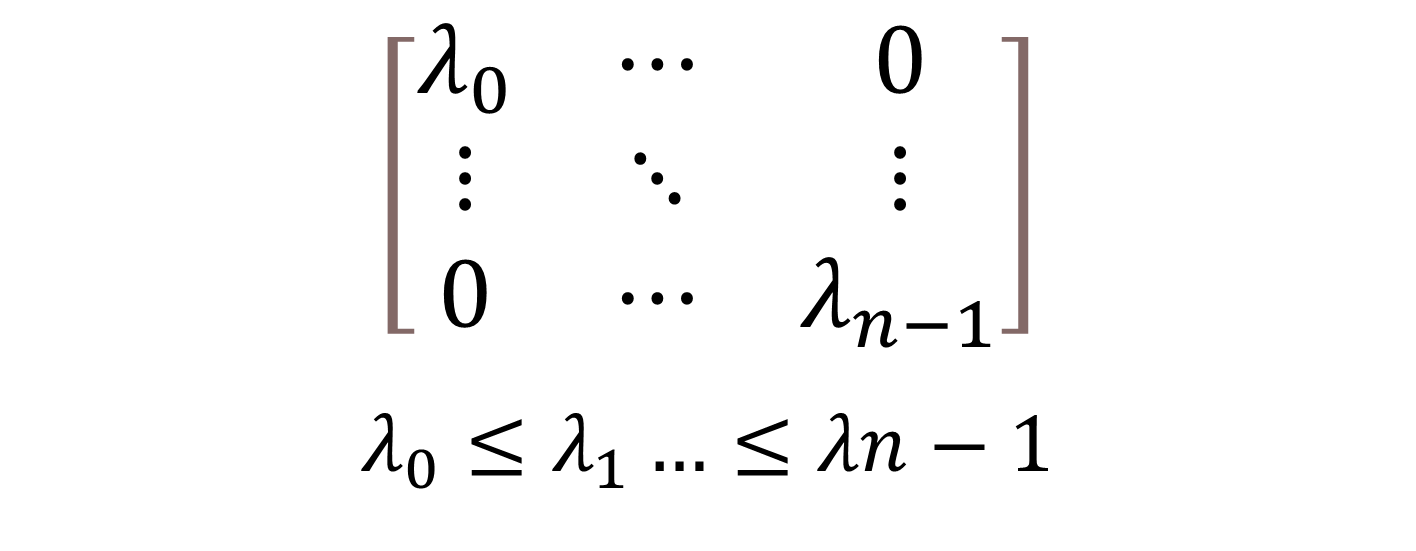 λ₀ ⋯ 0
⋮ ⋱ ⋮
0 ⋯ λₙ₋₁
λ₀ ≤ λ₁ … ≤ λn − 1